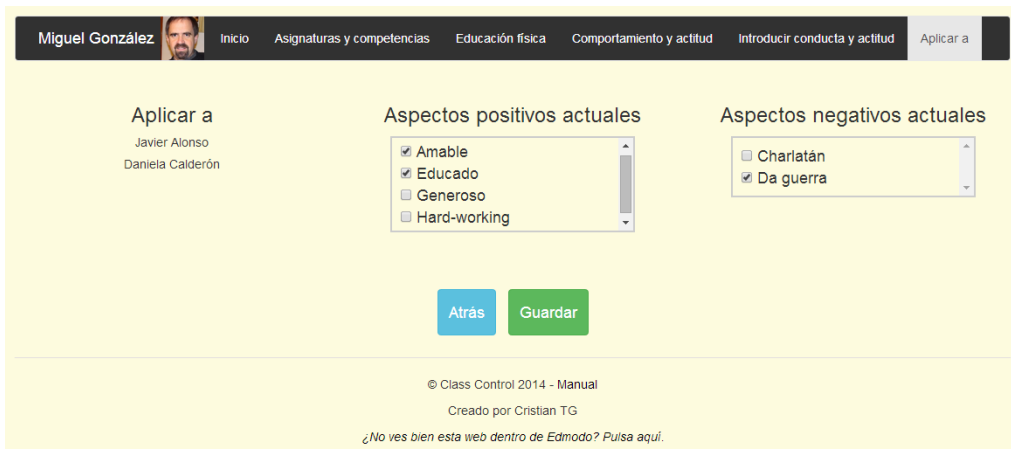 Miguel González Inicio Asignaturas y competencias Educación física Comportamiento y actitud Introducir conducta y actitud Aplicar a
Aplicar a
Javier Alonso
Daniela Calderón
Aspectos positivos actuales
Amable
Educado
Generoso
Hard-working
Aspectos negativos actuales
Charlatán
Da guerra
Atrás Guardar
© Class Control 2014 - Manual
Creado por Cristian TG
¿No ves bien esta web dentro de Edmodo? Pulsa aquí.